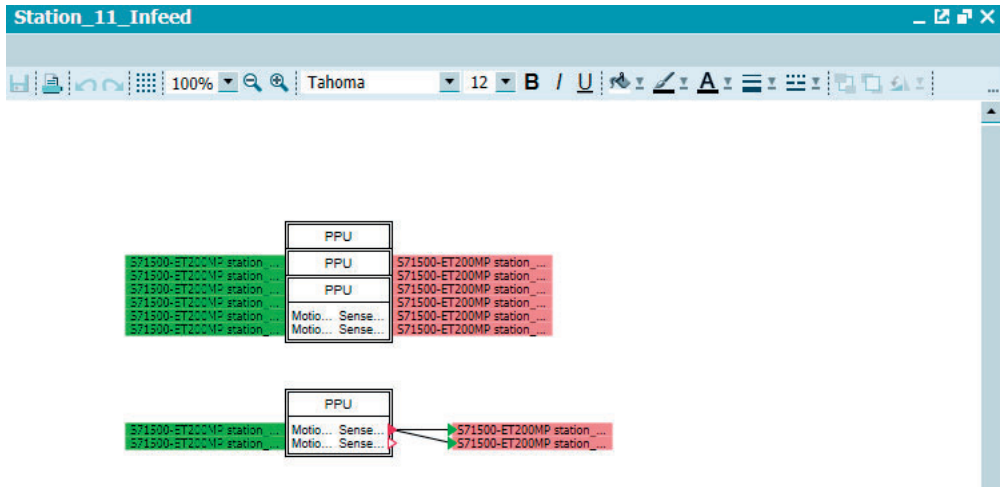 Station_11_Infeed
100% Tahoma 12 B I U A
...
PPU
PPU
PPU
S71500-ET200MP station_... S71500-ET200MP station_...
S71500-ET200MP station_... S71500-ET200MP station_...
S71500-ET200MP station_... S71500-ET200MP station_...
S71500-ET200MP station_... S71500-ET200MP station_...
S71500-ET200MP station_... Motio... Sense... S71500-ET200MP station_...
S71500-ET200MP station_... Motio... Sense... S71500-ET200MP station_...
PPU
S71500-ET200MP station_... Motio... Sense... S71500-ET200MP station_...
S71500-ET200MP station_... Motio... Sense... S71500-ET200MP station_...